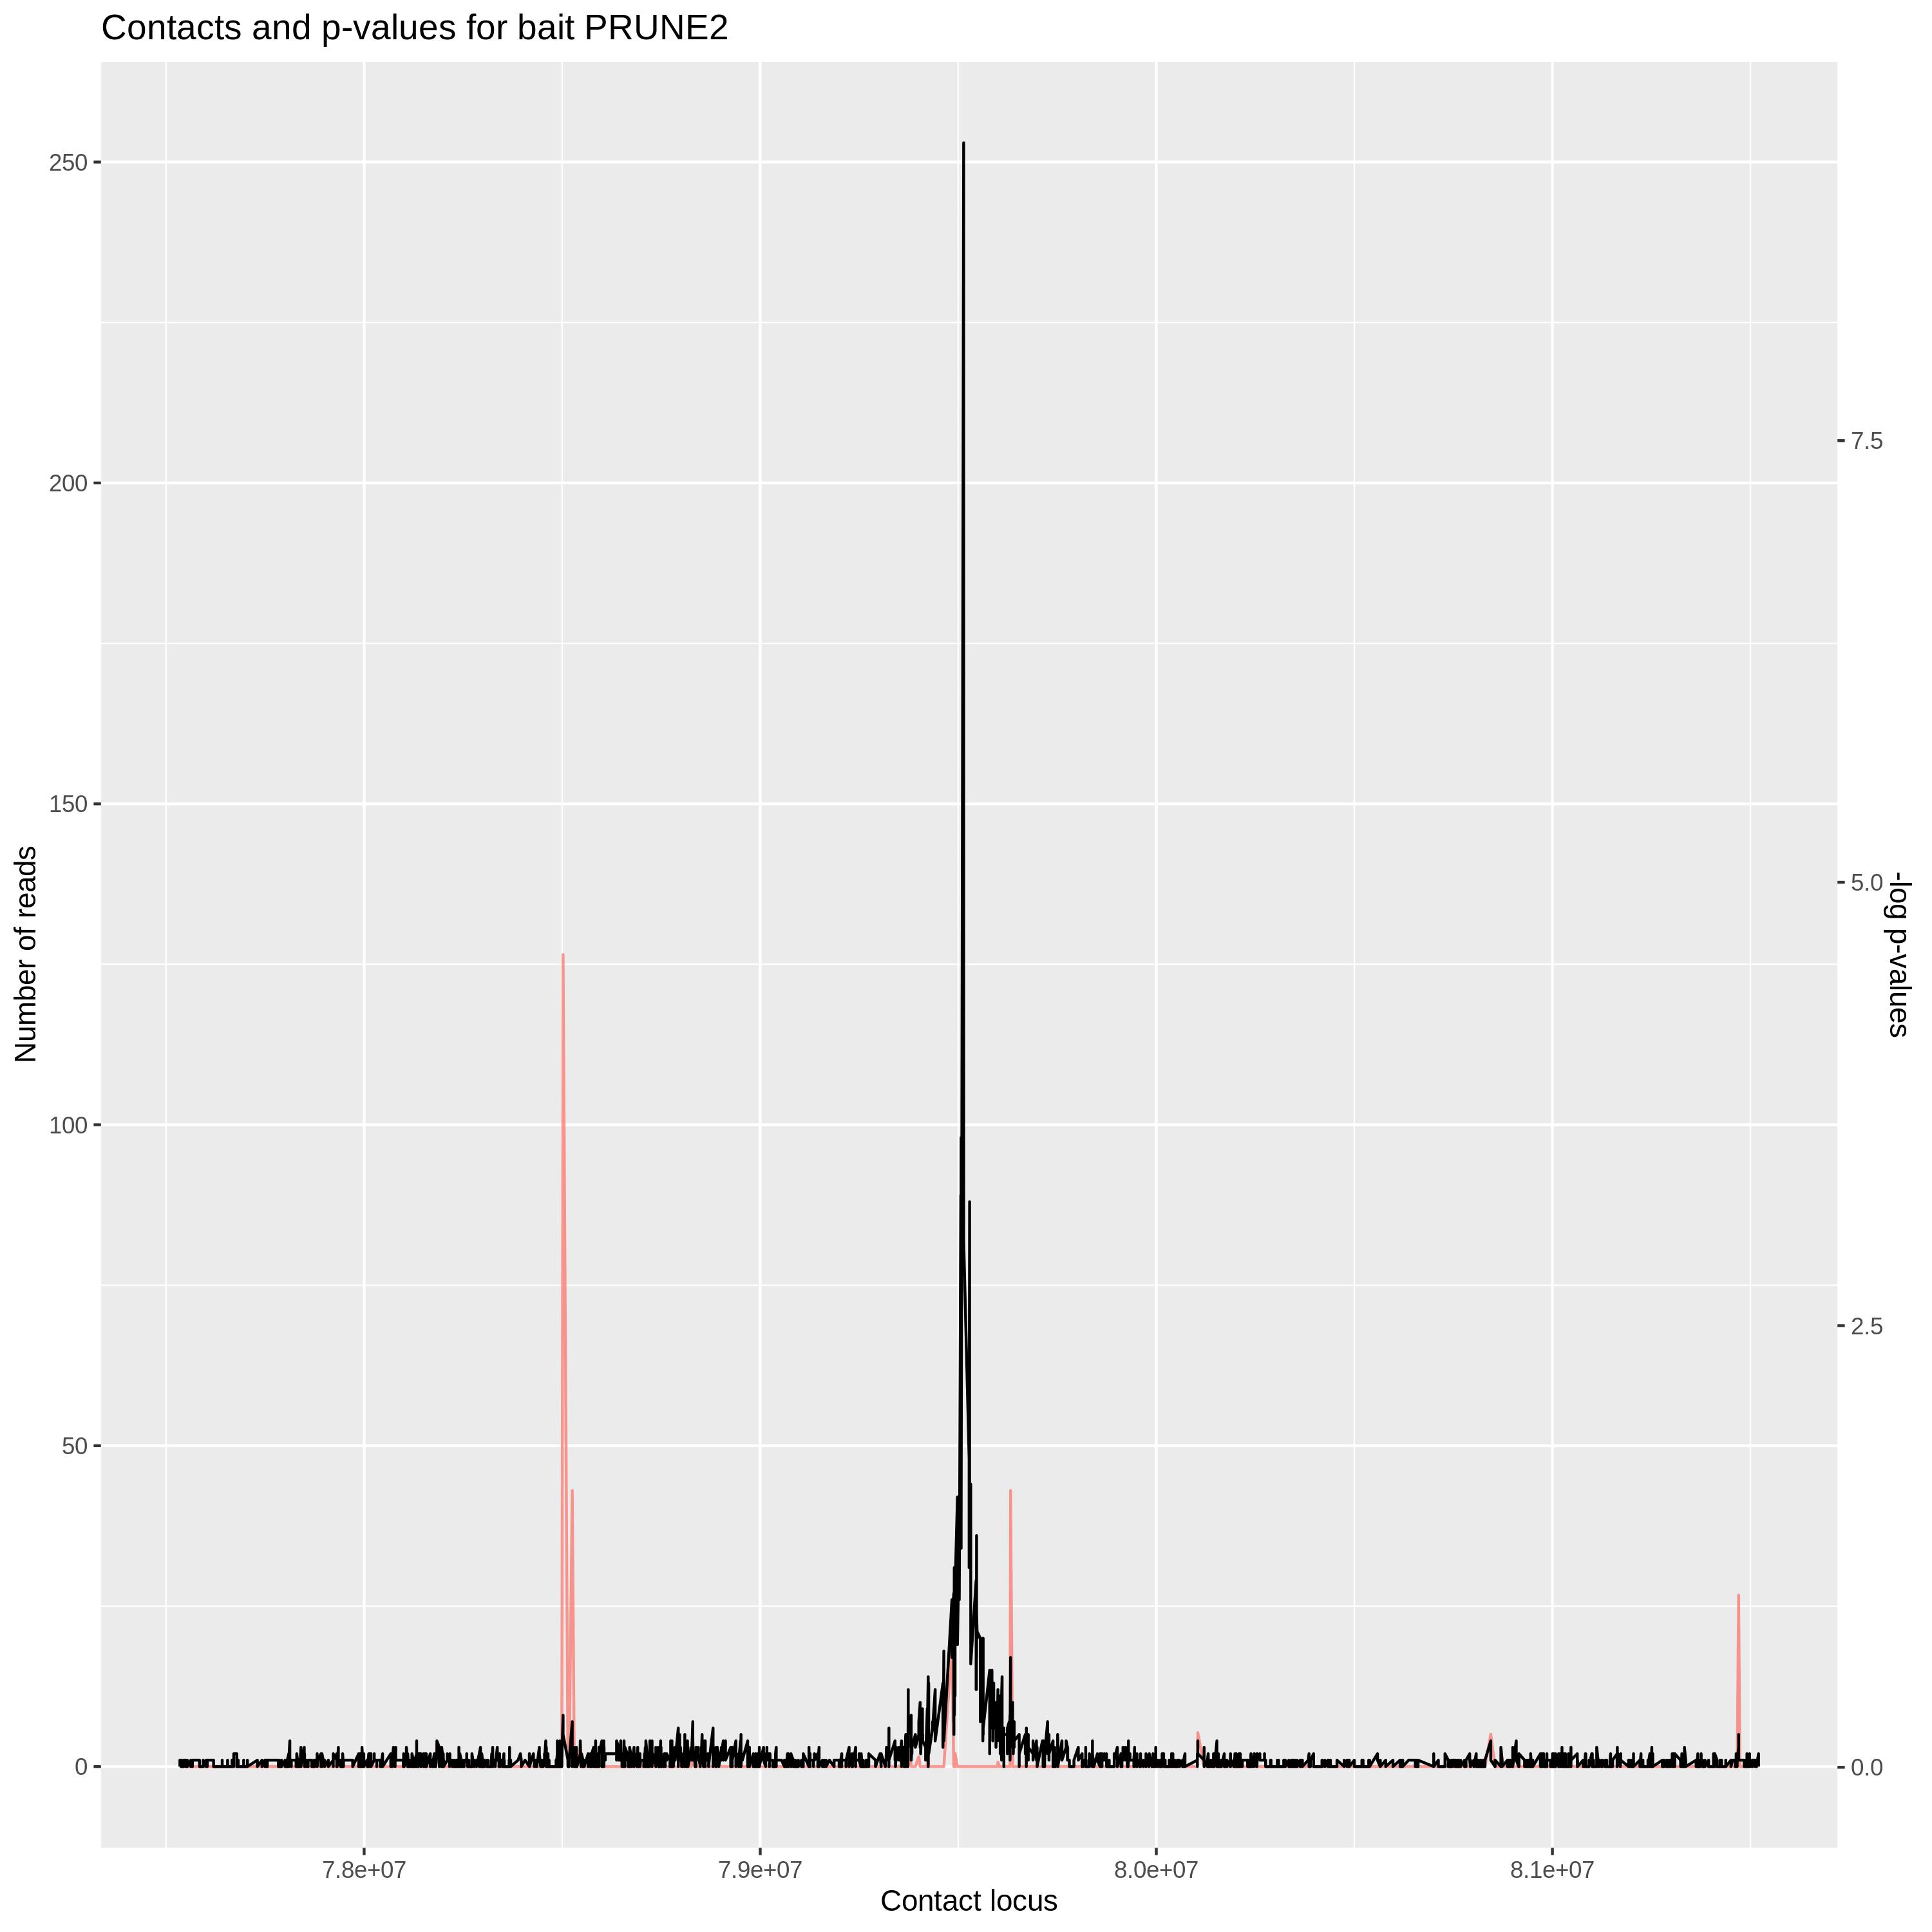 Contacts and p-values for bait PRUNE2
250
200
150
100
50
0
Number of reads
7.5
5.0
2.5
0.0
-log p-values
7.8e+07
7.9e+07
8.0e+07
8.1e+07
Contact locus